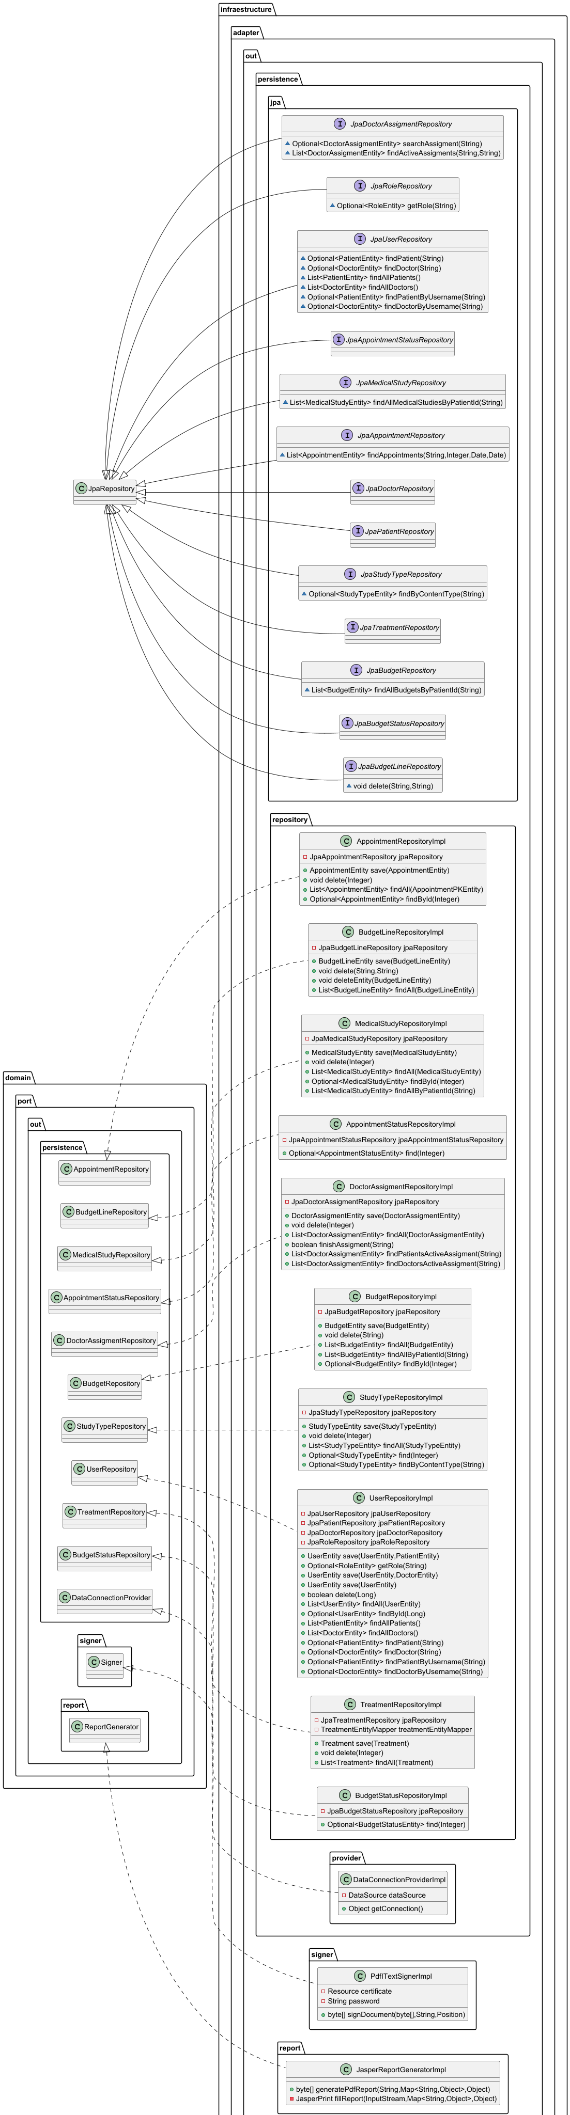 infraestructure
adapter
out
persistence
jpa
I JpaDoctorAssigmentRepository
Optional<DoctorAssigmentEntity> searchAssigment(String)
List<DoctorAssigmentEntity> findActiveAssigments(String,String)
I JpaRoleRepository
Optional<RoleEntity> getRole(String)
I JpaUserRepository
Optional<PatientEntity> findPatient(String)
Optional<DoctorEntity> findDoctor(String)
List<PatientEntity> findAllPatients()
List<DoctorEntity> findAllDoctors()
Optional<PatientEntity> findPatientByUsername(String)
Optional<DoctorEntity> findDoctorByUsername(String)
I JpaAppointmentStatusRepository
I JpaMedicalStudyRepository
List<MedicalStudyEntity> findAllMedicalStudiesByPatientId(String)
I JpaAppointmentRepository
List<AppointmentEntity> findAppointments(String,Integer,Date,Date)
C JpaRepository
I JpaDoctorRepository
I JpaPatientRepository
I JpaStudyTypeRepository
Optional<StudyTypeEntity> findByContentType(String)
I JpaTreatmentRepository
I JpaBudgetRepository
List<BudgetEntity> findAllBudgetsByPatientId(String)
I JpaBudgetStatusRepository
I JpaBudgetLineRepository
void delete(String,String)
repository
C AppointmentRepositoryImpl
JpaAppointmentRepository jpaRepository
AppointmentEntity save(AppointmentEntity)
void delete(Integer)
List<AppointmentEntity> findAll(AppointmentPKEntity)
Optional<AppointmentEntity> findById(Integer)
C BudgetLineRepositoryImpl
JpaBudgetLineRepository jpaRepository
BudgetLineEntity save(BudgetLineEntity)
void delete(String,String)
void deleteEntity(BudgetLineEntity)
List<BudgetLineEntity> findAll(BudgetLineEntity)
C MedicalStudyRepositoryImpl
JpaMedicalStudyRepository jpaRepository
MedicalStudyEntity save(MedicalStudyEntity)
void delete(Integer)
List<MedicalStudyEntity> findAll(MedicalStudyEntity)
Optional<MedicalStudyEntity> findById(Integer)
List<MedicalStudyEntity> findAllByPatientId(String)
C AppointmentStatusRepositoryImpl
JpaAppointmentStatusRepository jpaAppointmentStatusRepository
Optional<AppointmentStatusEntity> find(Integer)
C DoctorAssigmentRepositoryImpl
JpaDoctorAssigmentRepository jpaRepository
DoctorAssigmentEntity save(DoctorAssigmentEntity)
void delete(Integer)
List<DoctorAssigmentEntity> findAll(DoctorAssigmentEntity)
boolean finishAssigment(String)
List<DoctorAssigmentEntity> findPatientsActiveAssigment(String)
List<DoctorAssigmentEntity> findDoctorsActiveAssigment(String)
C BudgetRepositoryImpl
JpaBudgetRepository jpaRepository
BudgetEntity save(BudgetEntity)
void delete(String)
List<BudgetEntity> findAll(BudgetEntity)
List<BudgetEntity> findAllByPatientId(String)
Optional<BudgetEntity> findById(Integer)
C StudyTypeRepositoryImpl
JpaStudyTypeRepository jpaRepository
StudyTypeEntity save(StudyTypeEntity)
void delete(Integer)
List<StudyTypeEntity> findAll(StudyTypeEntity)
Optional<StudyTypeEntity> find(Integer)
Optional<StudyTypeEntity> findByContentType(String)
C UserRepositoryImpl
JpaUserRepository jpaUserRepository
JpaPatientRepository jpaPatientRepository
JpaDoctorRepository jpaDoctorRepository
JpaRoleRepository jpaRoleRepository
UserEntity save(UserEntity,PatientEntity)
Optional<RoleEntity> getRole(String)
UserEntity save(UserEntity,DoctorEntity)
UserEntity save(UserEntity)
boolean delete(Long)
List<UserEntity> findAll(UserEntity)
Optional<UserEntity> findById(Long)
List<PatientEntity> findAllPatients()
List<DoctorEntity> findAllDoctors()
Optional<PatientEntity> findPatient(String)
Optional<DoctorEntity> findDoctor(String)
Optional<PatientEntity> findPatientByUsername(String)
Optional<DoctorEntity> findDoctorByUsername(String)
C TreatmentRepositoryImpl
JpaTreatmentRepository jpaRepository
TreatmentEntityMapper treatmentEntityMapper
Treatment save(Treatment)
void delete(Integer)
List<Treatment> findAll(Treatment)
C BudgetStatusRepositoryImpl
JpaBudgetStatusRepository jpaRepository
Optional<BudgetStatusEntity> find(Integer)
provider
C DataConnectionProviderImpl
DataSource dataSource
Object getConnection()
signer
C PdfITextSignerImpl
Resource certificate
String password
byte[] signDocument(byte[],String,Position)
report
C JasperReportGeneratorImpl
byte[] generatePdfReport(String,Map<String,Object>,Object)
JasperPrint fillReport(InputStream,Map<String,Object>,Object)
domain
port
out
persistence
C AppointmentRepository
C BudgetLineRepository
C MedicalStudyRepository
C AppointmentStatusRepository
C DoctorAssigmentRepository
C BudgetRepository
C StudyTypeRepository
C UserRepository
C TreatmentRepository
C BudgetStatusRepository
C DataConnectionProvider
signer
C Signer
report
C ReportGenerator